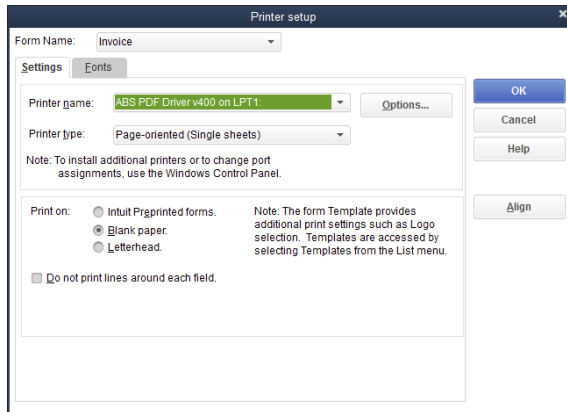 Printer setup
Form Name: Invoice
Settings Fonts
Printer name: ABS PDF Driver v400 on LPT1: Options...
OK
Printer type: Page-oriented (Single sheets)
Cancel
Note: To install additional printers or to change port
assignments, use the Windows Control Panel.
Help
Print on: Intuit Preprinted forms.
Blank paper.
Letterhead.
Note: The form Template provides
additional print settings such as Logo
selection. Templates are accessed by
selecting Templates from the List menu.
Align
Do not print lines around each field.